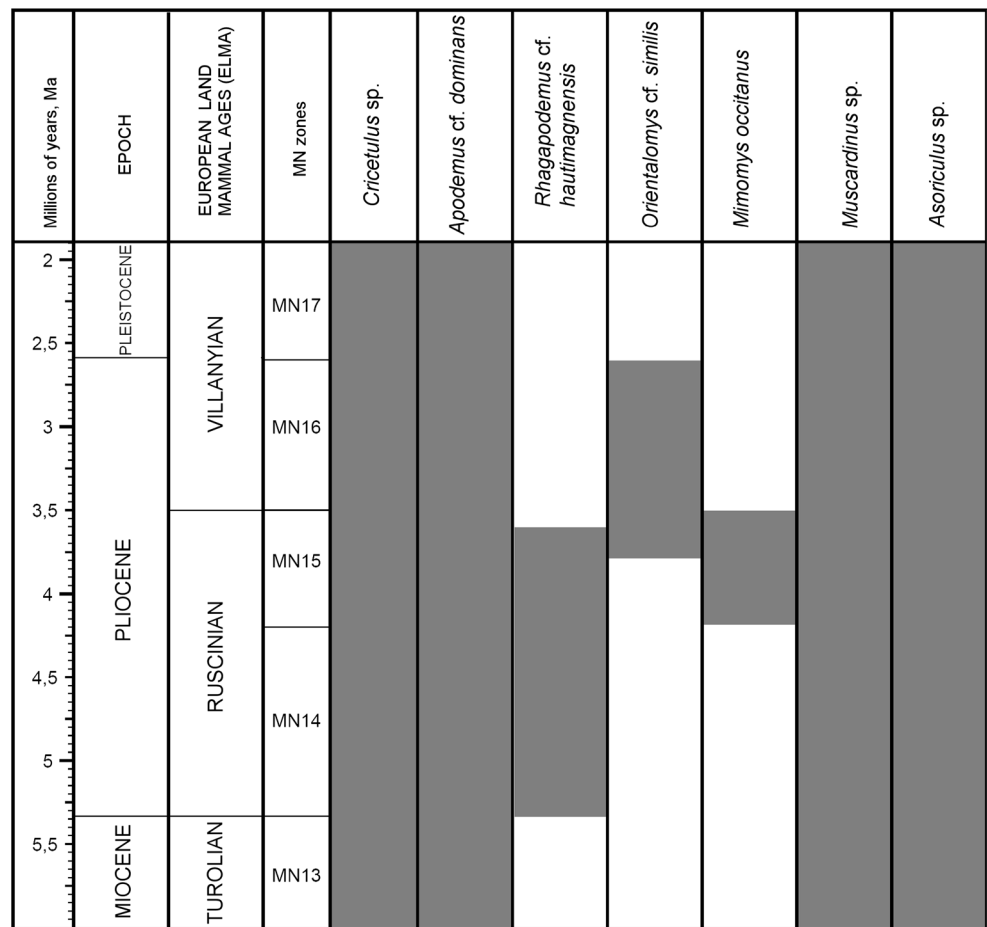 Millions of years, Ma
EPOCH
EUROPEAN LAND
MAMMAL AGES (ELMA)
MN zones
Cricetulus sp.
Apodemus cf. dominans
Rhagapodemus cf.
hautimagnensis
Orientalomys cf. similis
Mimomys occitanus
Muscardinus sp.
Asoriculus sp.
2
2,5
3
3,5
4
4,5
5
5,5
PLEISTOCENE
PLIOCENE
MIOCENE
VILLANYIAN
RUSCINIAN
TUROLIAN
MN17
MN16
MN15
MN14
MN13